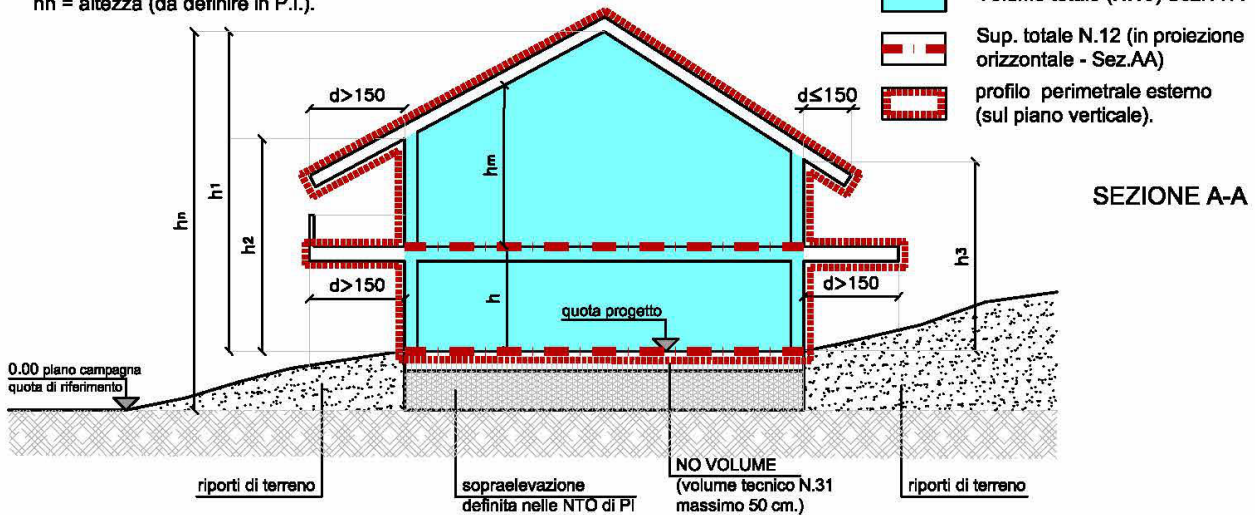 hn = altezza (da definire in P.I.).
Sup. totale N.12 (in proiezione
orizzontale - Sez.AA)
profilo perimetrale esterno
(sul piano verticale).
SEZIONE A-A
d>150
d≤150
hⁿ
h¹
h2
hᵐ
h³
d>150
h
quota progetto
d>150
0.00 piano campagna
quota di riferimento
riporti di terreno
sopraelevazione
definita nelle NTO di PI
NO VOLUME
(volume tecnico N.31
massimo 50 cm.)
riporti di terreno